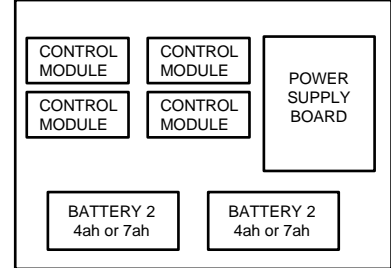 CONTROL
MODULE
CONTROL
MODULE
POWER
SUPPLY
BOARD
CONTROL
MODULE
CONTROL
MODULE
BATTERY 2
4ah or 7ah
BATTERY 2
4ah or 7ah